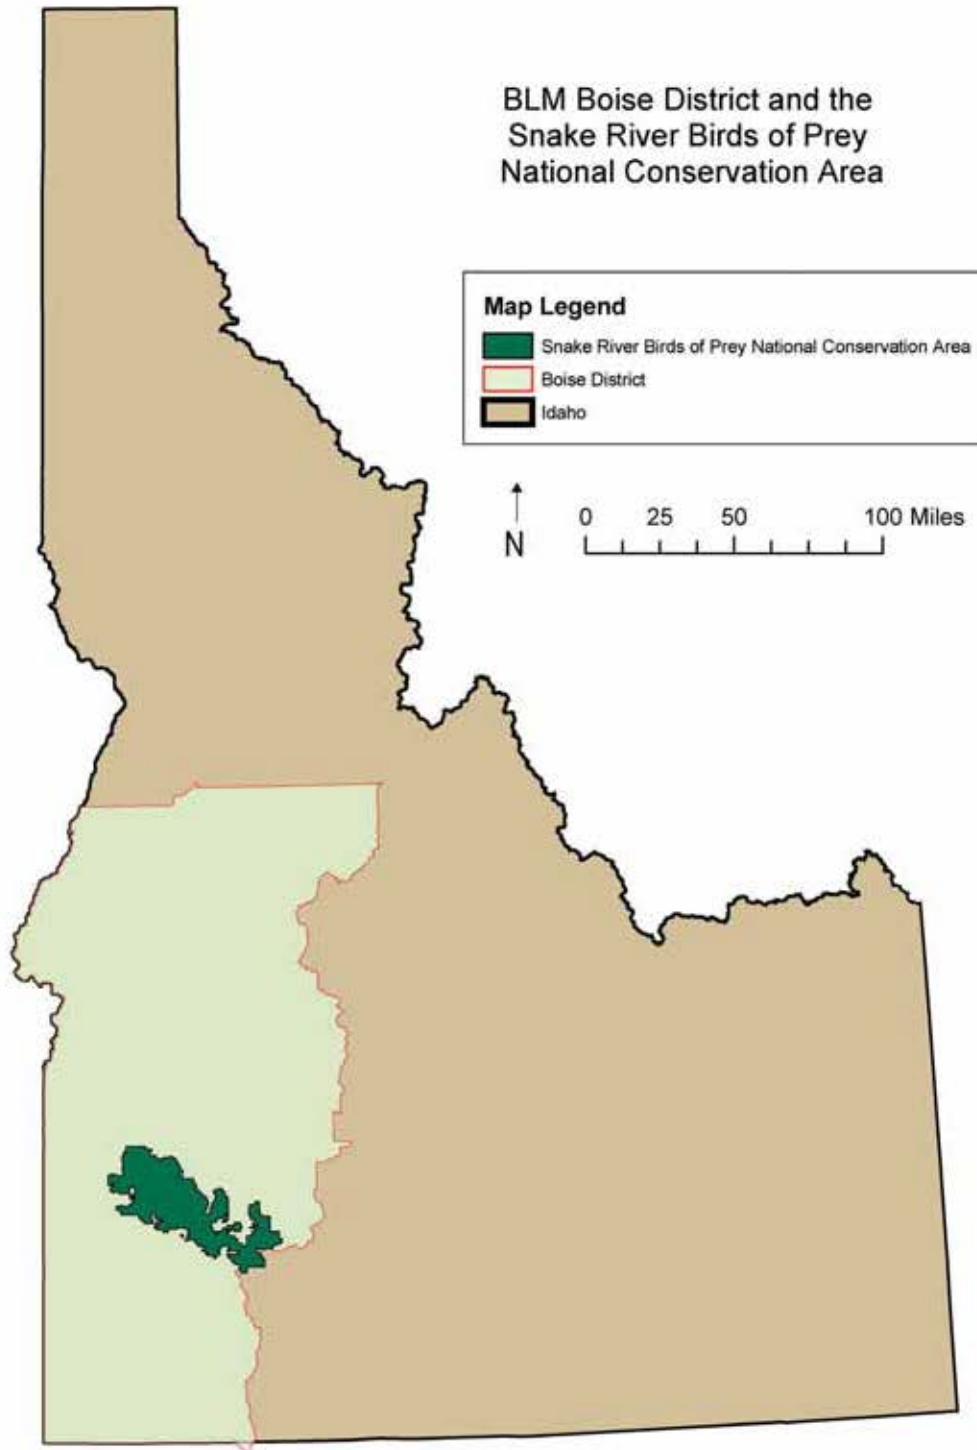 BLM Boise District and the
Snake River Birds of Prey
National Conservation Area
Map Legend
Snake River Birds of Prey National Conservation Area
Boise District
Idaho
N
0 25 50 100 Miles